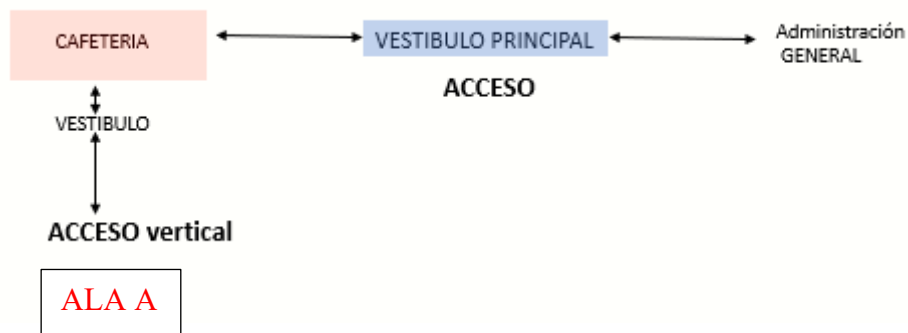 CAFETERIA
VESTIBULO PRINCIPAL
Administración
GENERAL
ACCESO
VESTIBULO
ACCESO vertical
ALA A